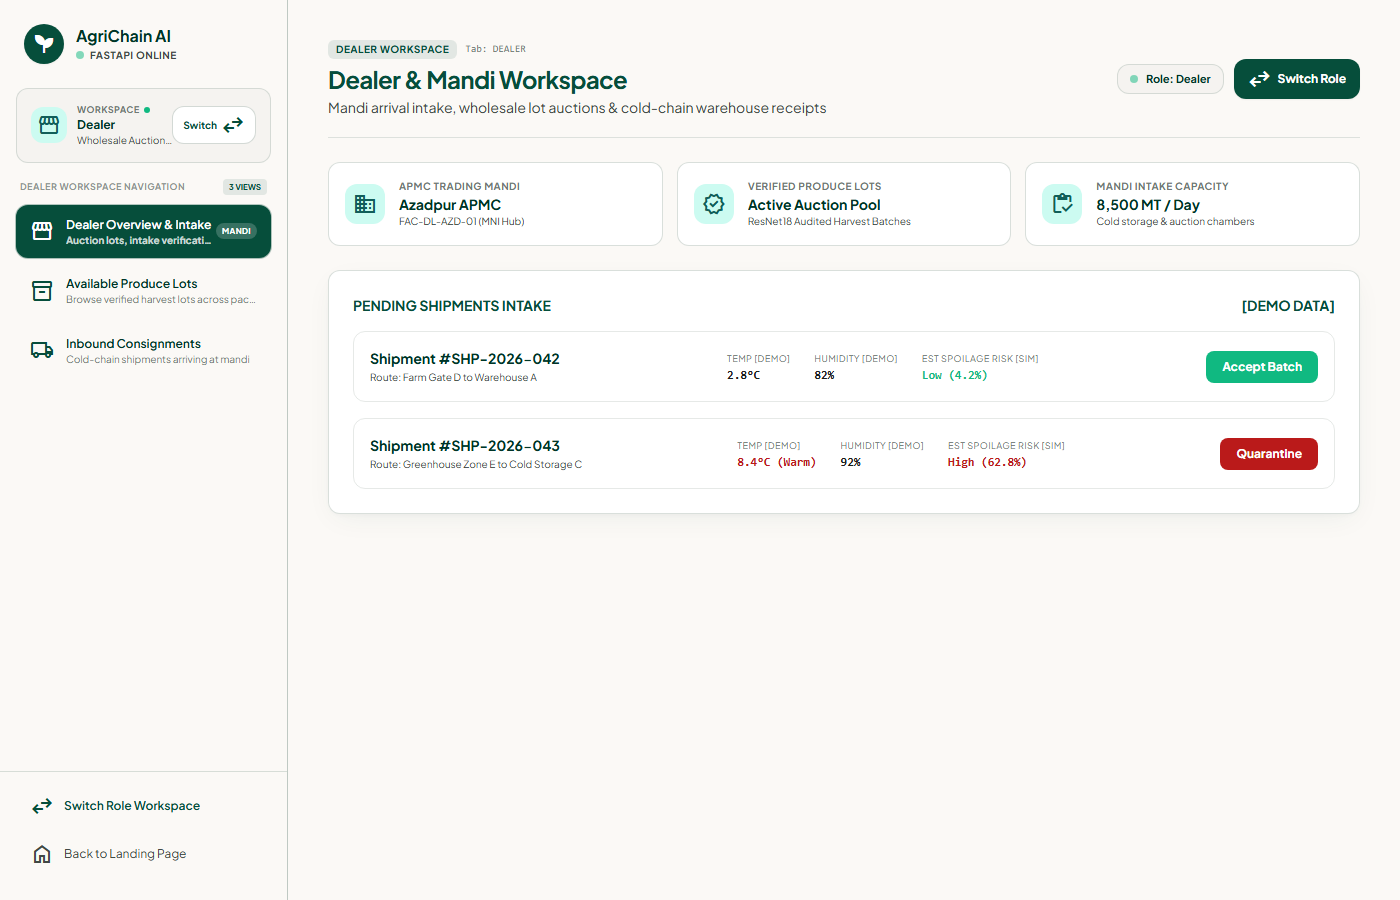 AgriChain AI
FASTAPI ONLINE
WORKSPACE
Dealer
Wholesale Auction...
Switch
DEALER WORKSPACE NAVIGATION
3 VIEWS
Dealer Overview & Intake
Auction lots, intake verificati...
MANDI
Available Produce Lots
Browse verified harvest lots across pac...
Inbound Consignments
Cold-chain shipments arriving at mandi
Switch Role Workspace
Back to Landing Page
DEALER WORKSPACE
Tab: DEALER
Dealer & Mandi Workspace
Mandi arrival intake, wholesale lot auctions & cold-chain warehouse receipts
Role: Dealer
Switch Role
APMC TRADING MANDI
Azadpur APMC
FAC-DL-AZD-01 (MNI Hub)
VERIFIED PRODUCE LOTS
Active Auction Pool
ResNet18 Audited Harvest Batches
MANDI INTAKE CAPACITY
8,500 MT / Day
Cold storage & auction chambers
PENDING SHIPMENTS INTAKE
[DEMO DATA]
Shipment #SHP-2026-042
Route: Farm Gate D to Warehouse A
TEMP [DEMO]
2.8°C
HUMIDITY [DEMO]
82%
EST SPOILAGE RISK [SIM]
Low (4.2%)
Accept Batch
Shipment #SHP-2026-043
Route: Greenhouse Zone E to Cold Storage C
TEMP [DEMO]
8.4°C (Warm)
HUMIDITY [DEMO]
92%
EST SPOILAGE RISK [SIM]
High (62.8%)
Quarantine